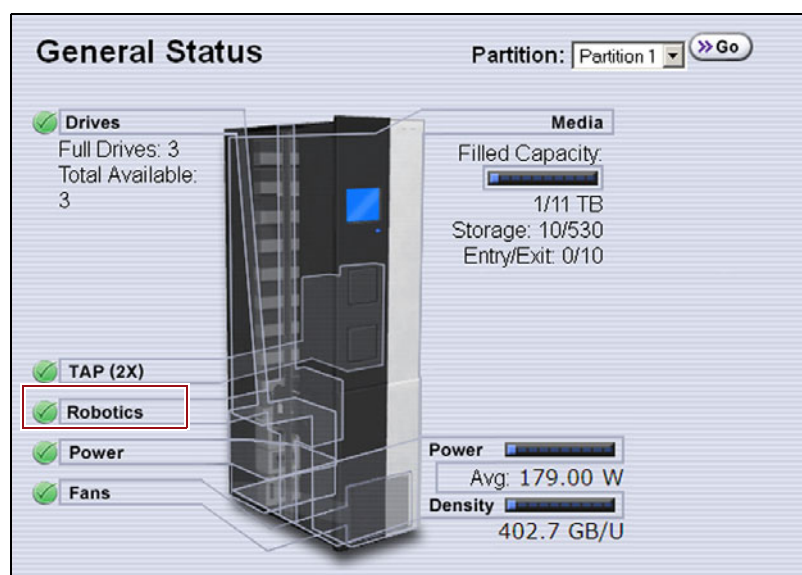 General Status
Partition: Partition 1 Go
Drives
Full Drives: 3
Total Available:
3
Media
Filled Capacity:
1/11 TB
Storage: 10/530
Entry/Exit: 0/10
TAP (2X)
Robotics
Power
Fans
Power
Avg: 179.00 W
Density
402.7 GB/U